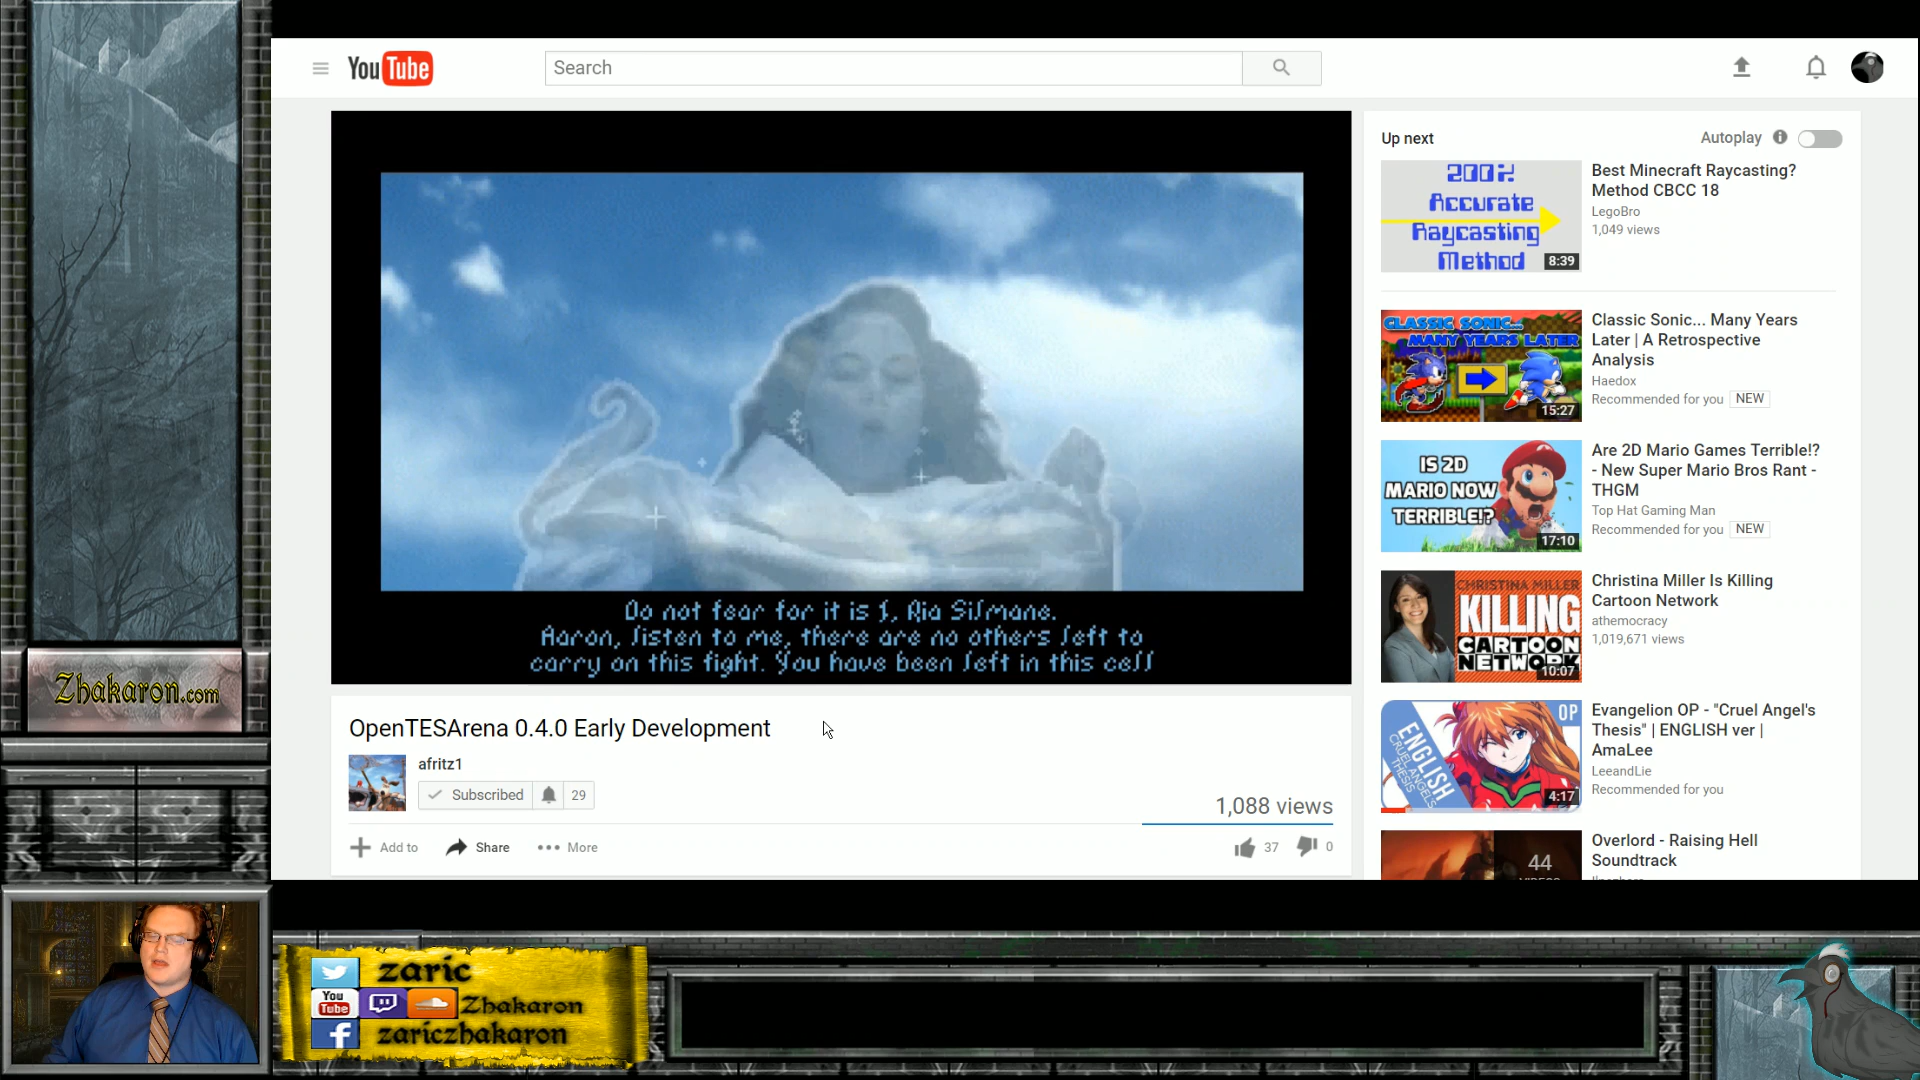 YouTube
Search
Do not fear for it is I, Ria Silmane.
Aaron, listen to me, there are no others left to
carry on this fight. You have been left in this cell
OpenTESArena 0.4.0 Early Development
afritz1
Subscribed 29
1,088 views
Add to Share More
37 0
Up next Autoplay
200%
Accurate
Raycasting
Method
8:39
Best Minecraft Raycasting?
Method CBCC 18
LegoBro
1,049 views
CLASSIC SONIC...
MANY YEARS LATER
15:27
Classic Sonic... Many Years
Later | A Retrospective
Analysis
Haedox
Recommended for you NEW
IS 2D
MARIO NOW
TERRIBLE!?
17:10
Are 2D Mario Games Terrible!?
- New Super Mario Bros Rant -
THGM
Top Hat Gaming Man
Recommended for you NEW
CHRISTINA MILLER IS
KILLING
CARTOON
NETWORK
10:07
Christina Miller Is Killing
Cartoon Network
athemocracy
1,019,671 views
OP
ENGLISH
CRUEL ANGEL'S
THESIS
4:17
Evangelion OP - "Cruel Angel's
Thesis" | ENGLISH ver |
AmaLee
LeeandLie
Recommended for you
44
VIDEOS
Overlord - Raising Hell
Soundtrack
Zhakaron.com
zaric
You
Tube
Zhakaron
zariczhakaron